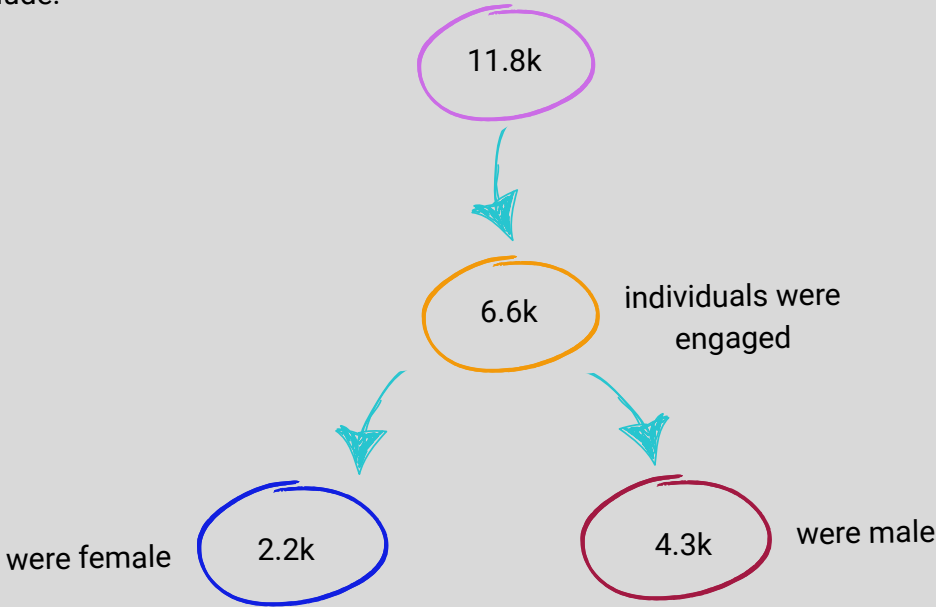 11.8k
6.6k
individuals were
engaged
were female
2.2k
4.3k
were male